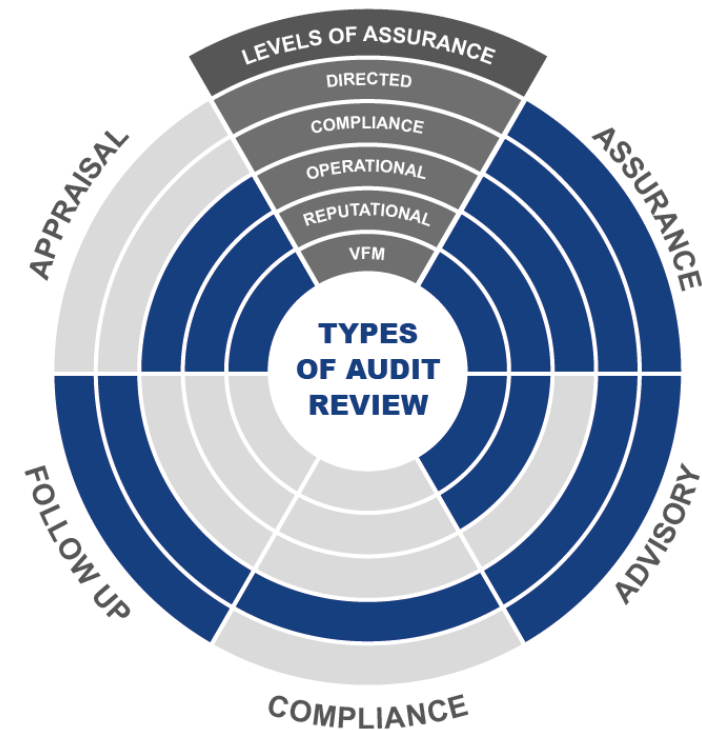 LEVELS OF ASSURANCE
DIRECTED
COMPLIANCE
OPERATIONAL
REPUTATIONAL
VFM
TYPES
OF AUDIT
REVIEW
ASSURANCE
ADVISORY
COMPLIANCE
FOLLOW UP
APPRAISAL